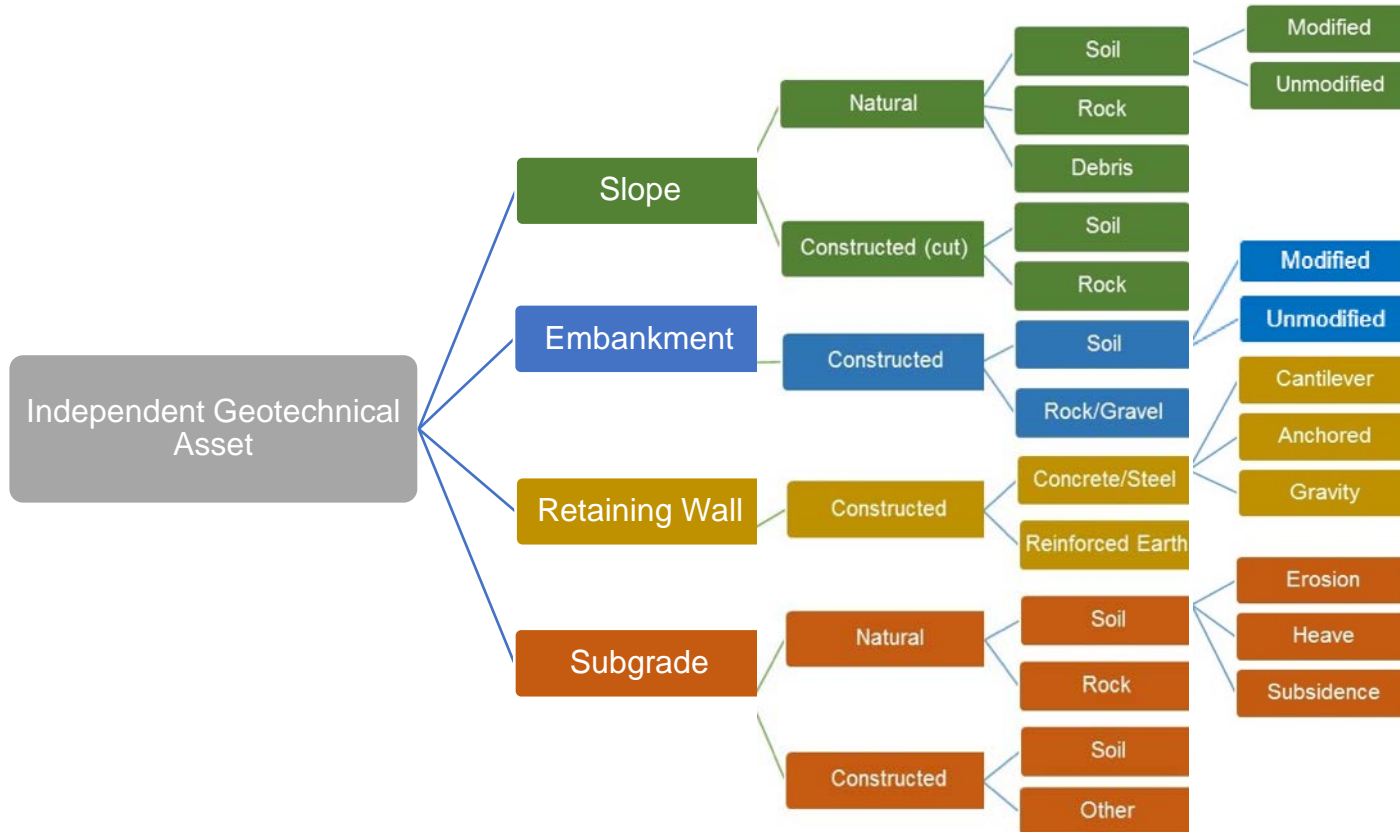 Independent Geotechnical
Asset
Slope
Natural
Soil
Modified
Unmodified
Rock
Debris
Constructed (cut)
Soil
Rock
Embankment
Constructed
Soil
Modified
Unmodified
Rock/Gravel
Retaining Wall
Constructed
Concrete/Steel
Cantilever
Anchored
Gravity
Reinforced Earth
Subgrade
Natural
Soil
Erosion
Heave
Subsidence
Rock
Constructed
Soil
Other